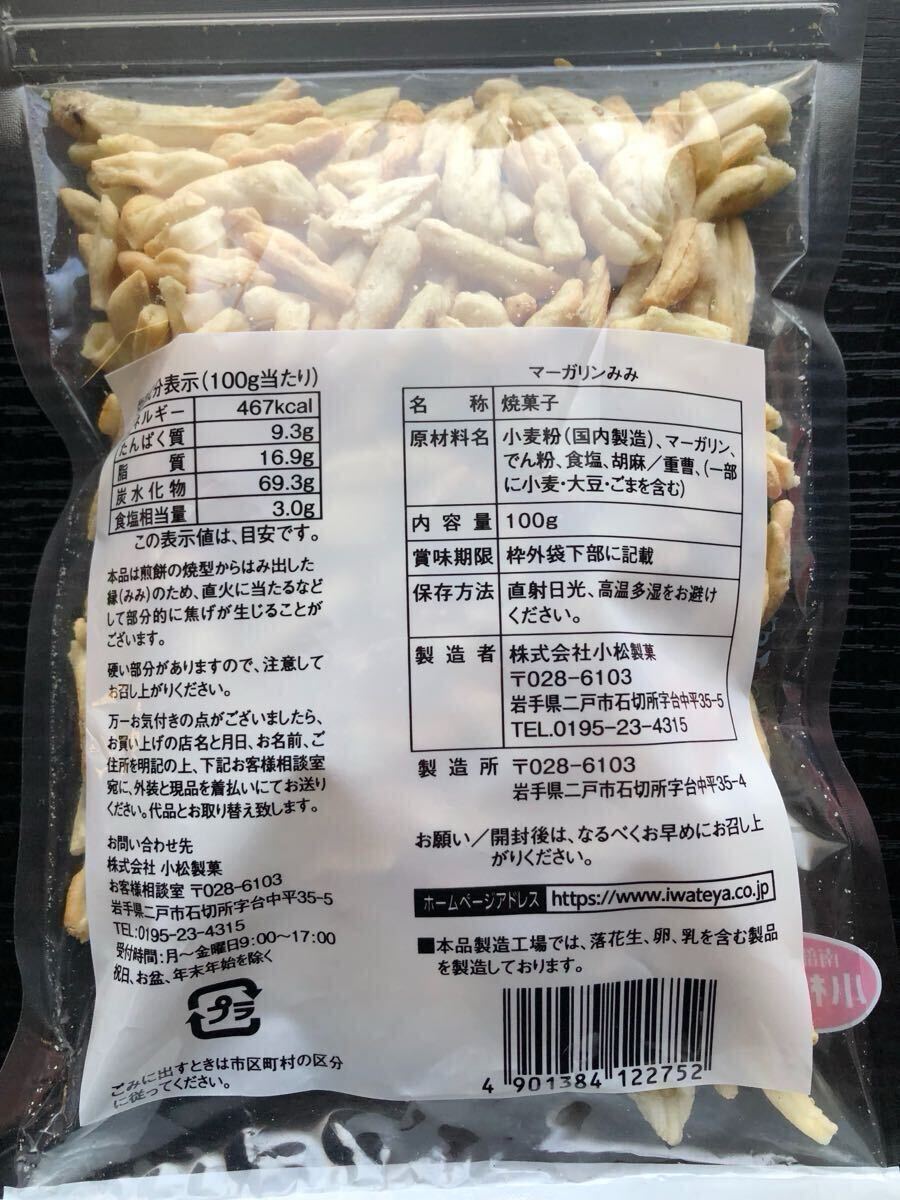 分表示(100g当たり)
ネルギー 467kcal
たんぱく質 9.3g
脂質 16.9g
炭水化物 69.3g
食塩相当量 3.0g
この表示値は、目安です。
本品は煎餅の焼型からはみ出した
縁(みみ)のため、直火に当たるなど
して部分的に焦げが生じることが
ございます。
硬い部分がありますので、注意して
お召し上がりください。
万一お気付きの点がございましたら、
お買い上げの店名と月日、お名前、ご
住所を明記の上、下記お客様相談室
宛に、外装と現品を着払いにてお送り
ください。代品とお取り替え致します。
お問い合わせ先
株式会社 小松製菓
お客様相談室 〒028-6103
岩手県二戸市石切所字台中平35-5
TEL:0195-23-4315
受付時間:月〜金曜日9:00〜17:00
祝日、お盆、年末年始を除く
プラ
ごみに出すときは市区町村の区分
に従ってください。
マーガリンみみ
名称 焼菓子
原材料名 小麦粉(国内製造)、マーガリン、
でん粉、食塩、胡麻/重曹、(一部
に小麦・大豆・ごまを含む)
内容量 100g
賞味期限 枠外袋下部に記載
保存方法 直射日光、高温多湿をお避け
ください。
製造者 株式会社小松製菓
〒028-6103
岩手県二戸市石切所字台中平35-5
TEL.0195-23-4315
製造所 〒028-6103
岩手県二戸市石切所字台中平35-4
お願い/開封後は、なるべくお早めにお召し上
がりください。
ホームページアドレス https://www.iwateya.co.jp
■本品製造工場では、落花生、卵、乳を含む製品
を製造しております。
4 901384 122752